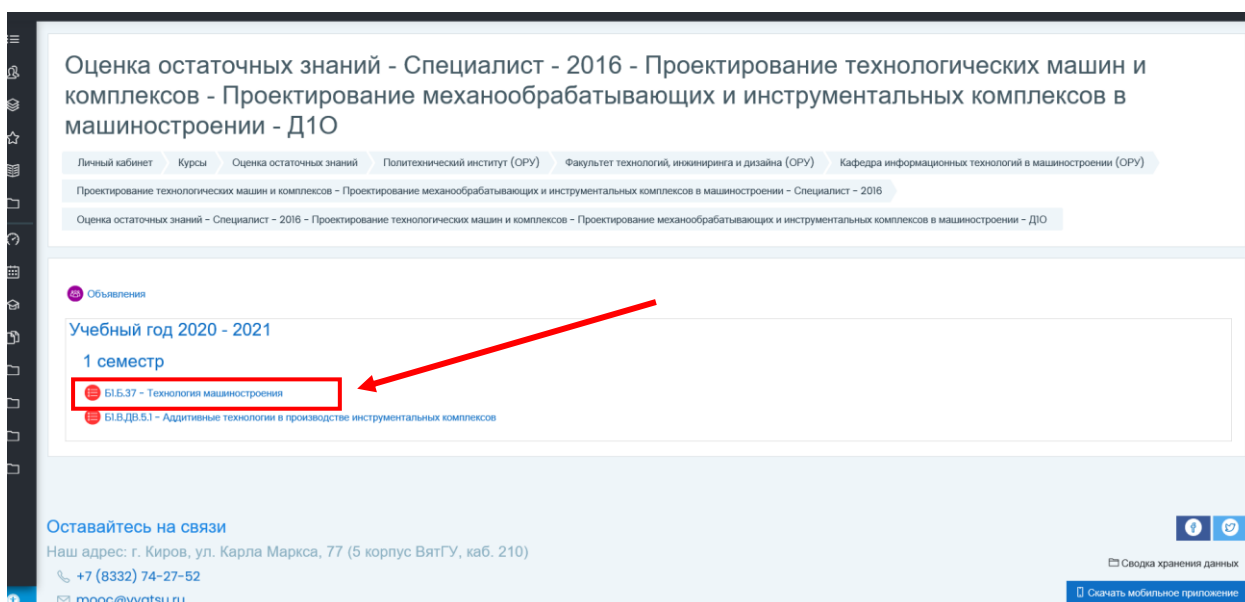 Оценка остаточных знаний - Специалист - 2016 - Проектирование технологических машин и
комплексов - Проектирование механообрабатывающих и инструментальных комплексов в
машиностроении - Д1О
Личный кабинет Курсы Оценка остаточных знаний Политехнический институт (ОРУ) Факультет технологий, инжиниринга и дизайна (ОРУ) Кафедра информационных технологий в машиностроении (ОРУ)
Проектирование технологических машин и комплексов - Проектирование механообрабатывающих и инструментальных комплексов в машиностроении - Специалист - 2016
Оценка остаточных знаний - Специалист - 2016 - Проектирование технологических машин и комплексов - Проектирование механообрабатывающих и инструментальных комплексов в машиностроении - Д1О
Объявления
Учебный год 2020 - 2021
1 семестр
Б1.Б.37 - Технология машиностроения
Б1.В.ДВ.5.1 - Аддитивные технологии в производстве инструментальных комплексов
Оставайтесь на связи
Наш адрес: г. Киров, ул. Карла Маркса, 77 (5 корпус ВятГУ, каб. 210)
Сводка хранения данных
+7 (8332) 74-27-52
Скачать мобильное приложение
mooc@vyatsu.ru